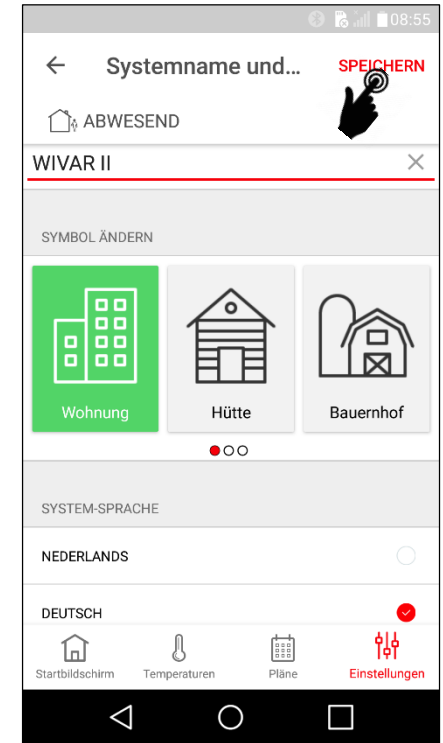 08:55
Systemname und...
SPEICHERN
ABWESEND
WIVAR II
SYMBOL ÄNDERN
Wohnung
Hütte
Bauernhof
SYSTEM-SPRACHE
NEDERLANDS
DEUTSCH
Startbildschirm
Temperaturen
Pläne
Einstellungen